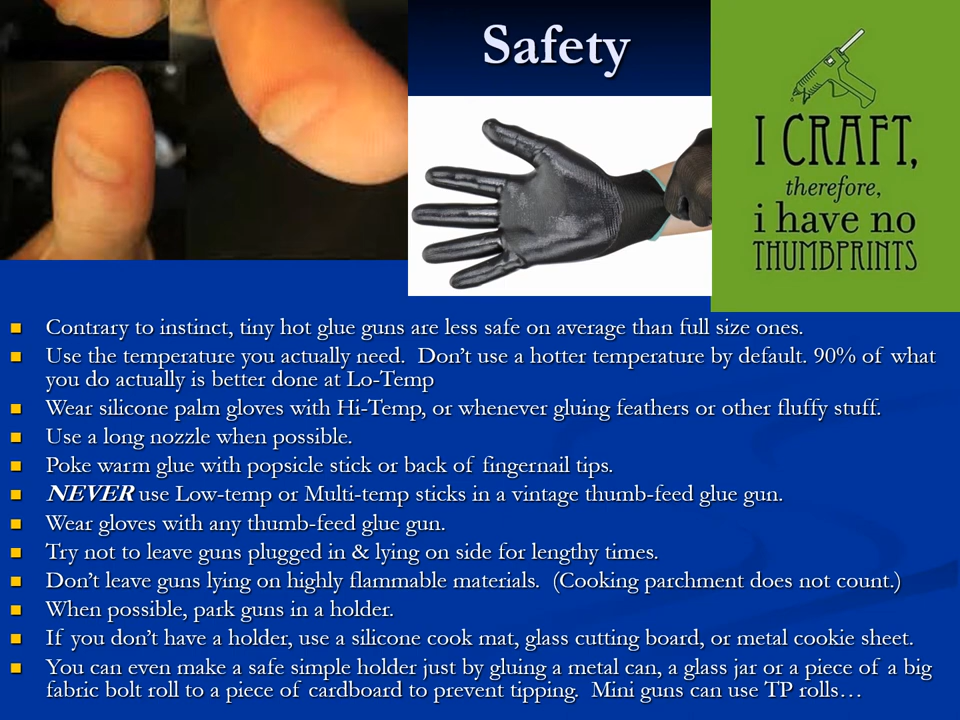 Safety
I CRAFT,
therefore,
i have no
THUMBPRINTS
Contrary to instinct, tiny hot glue guns are less safe on average than full size ones.
Use the temperature you actually need.  Don't use a hotter temperature by default. 90% of what
you do actually is better done at Lo-Temp
Wear silicone palm gloves with Hi-Temp, or whenever gluing feathers or other fluffy stuff.
Use a long nozzle when possible.
Poke warm glue with popsicle stick or back of fingernail tips.
NEVER use Low-temp or Multi-temp sticks in a vintage thumb-feed glue gun.
Wear gloves with any thumb-feed glue gun.
Try not to leave guns plugged in & lying on side for lengthy times.
Don't leave guns lying on highly flammable materials.  (Cooking parchment does not count.)
When possible, park guns in a holder.
If you don't have a holder, use a silicone cook mat, glass cutting board, or metal cookie sheet.
You can even make a safe simple holder just by gluing a metal can, a glass jar or a piece of a big
fabric bolt roll to a piece of cardboard to prevent tipping.  Mini guns can use TP rolls…